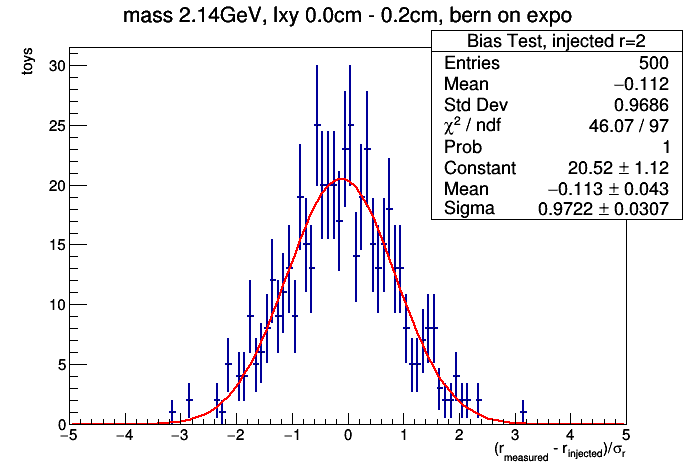 mass 2.14GeV, lxy 0.0cm - 0.2cm, bern on expo
Bias Test, injected r=2
Entries 500
Mean −0.112
Std Dev 0.9686
χ² / ndf 46.07 / 97
Prob 1
Constant 20.52 ± 1.12
Mean −0.113 ± 0.043
Sigma 0.9722 ± 0.0307
toys
30
25
20
15
10
5
0
−5 −4 −3 −2 −1 0 1 2 3 4 5
(r_measured - r_injected)/σ_r